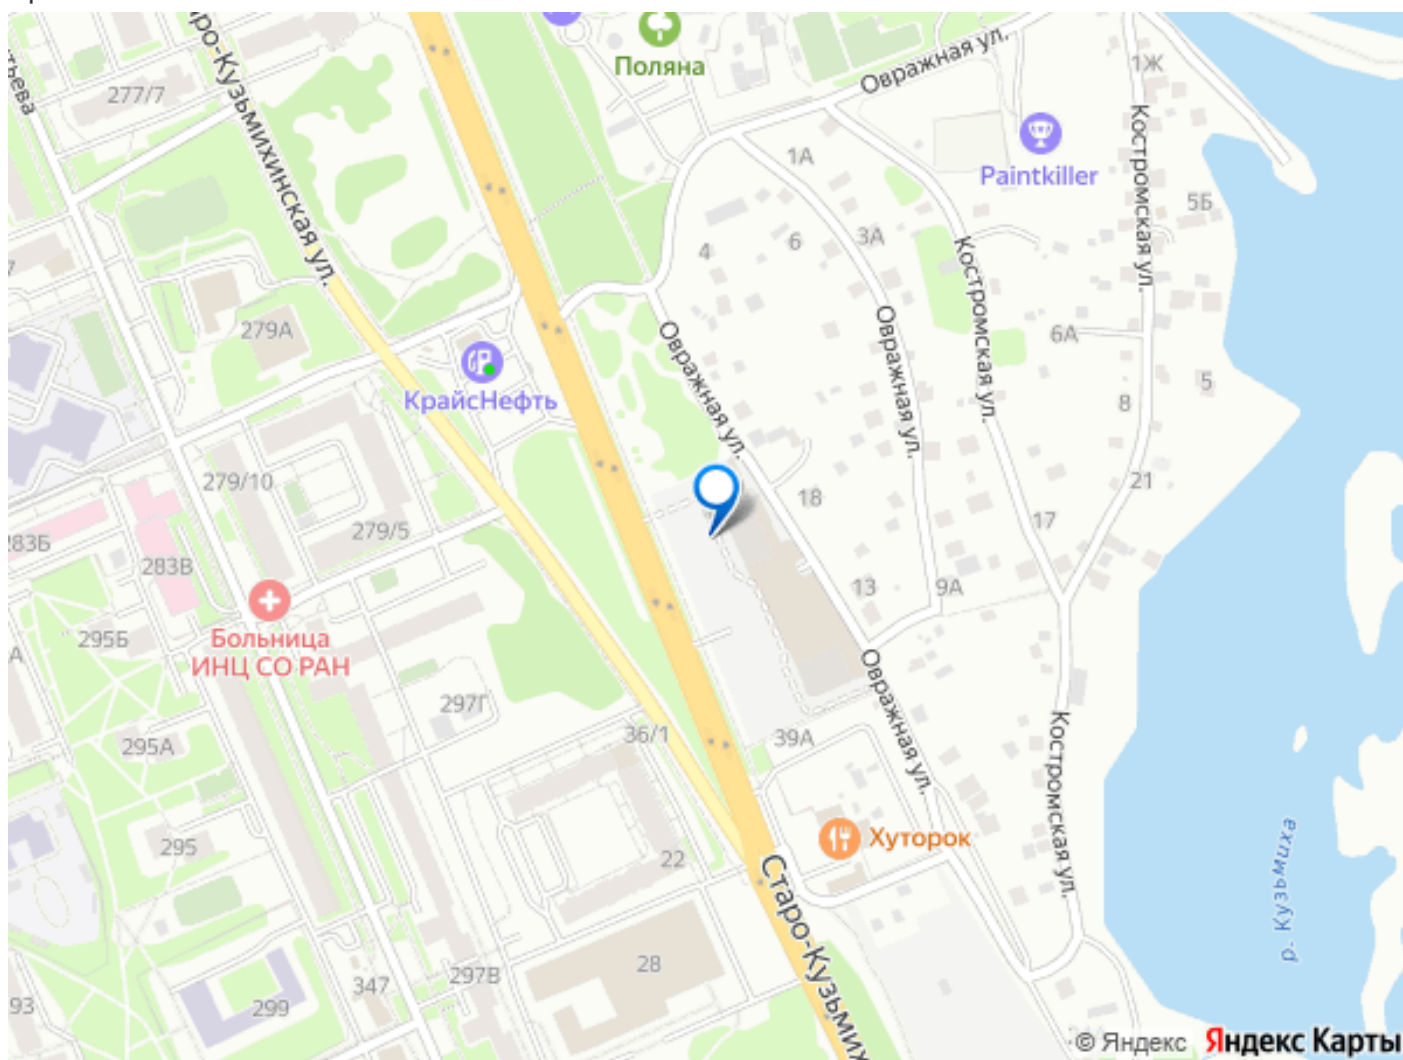 Поляна
Овражная ул.
1Ж
277/7
Старо-Кузьмихинская ул.
Костромская ул.
1А
Paintkiller
5Б
4
6
3А
Костромская ул.
279А
Овражная ул.
Овражная ул.
6А
5
8
КрайсНефть
279/10
279/5
18
21
17
283Б
283В
13
9А
Больница
ИНЦ СО РАН
295Б
297Г
Овражная ул.
36/1
39А
295А
Костромская ул.
Хуторок
295
22
Старо-Кузьмих
р. Кузьмиха
28
297В
347
299
93
© Яндекс
Яндекс Карты